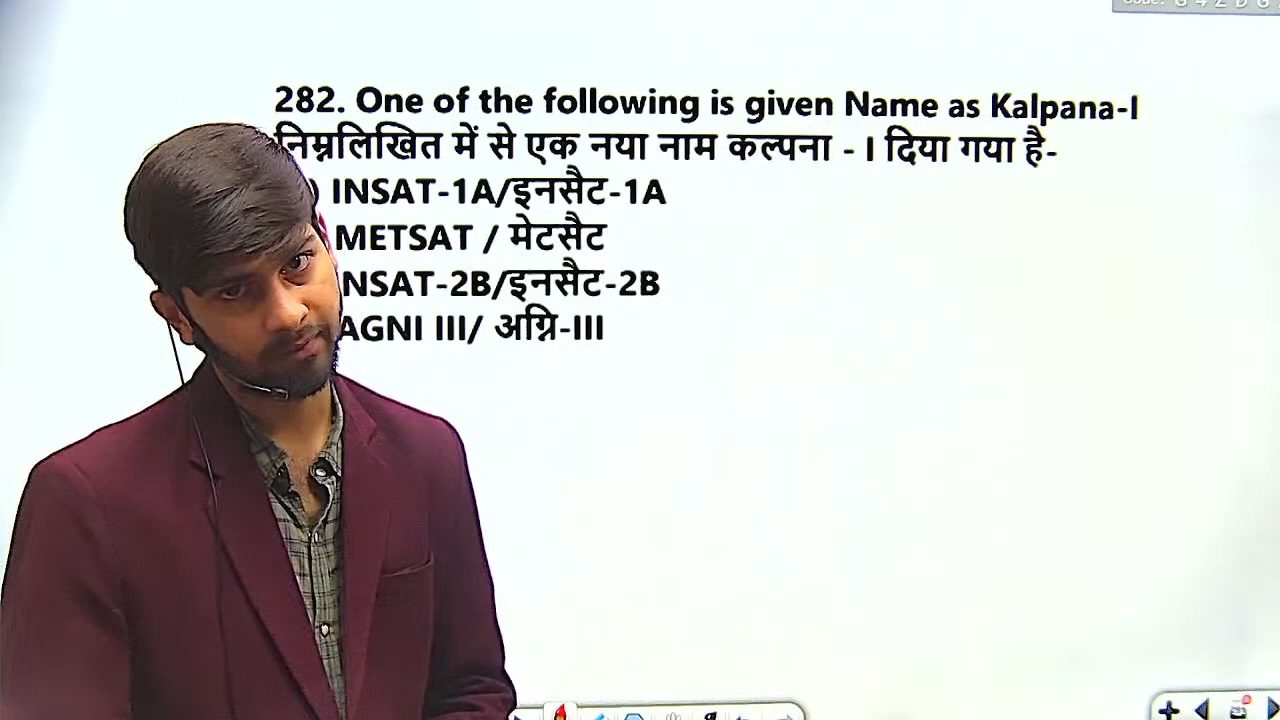 282. One of the following is given Name as Kalpana-I
निम्नलिखित में से एक नया नाम कल्पना - I दिया गया है-
) INSAT-1A/इनसैट-1A
METSAT / मेटसैट
NSAT-2B/इनसैट-2B
AGNI III/ अग्नि-III